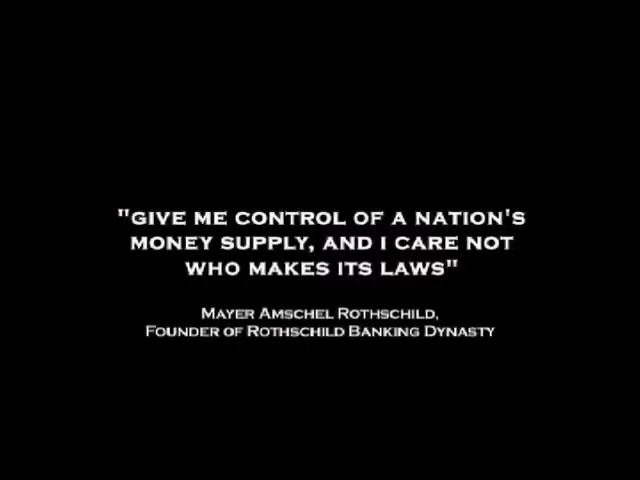 "GIVE ME CONTROL OF A NATION'S
MONEY SUPPLY, AND I CARE NOT
WHO MAKES ITS LAWS"
MAYER AMSCHEL ROTHSCHILD,
FOUNDER OF ROTHSCHILD BANKING DYNASTY